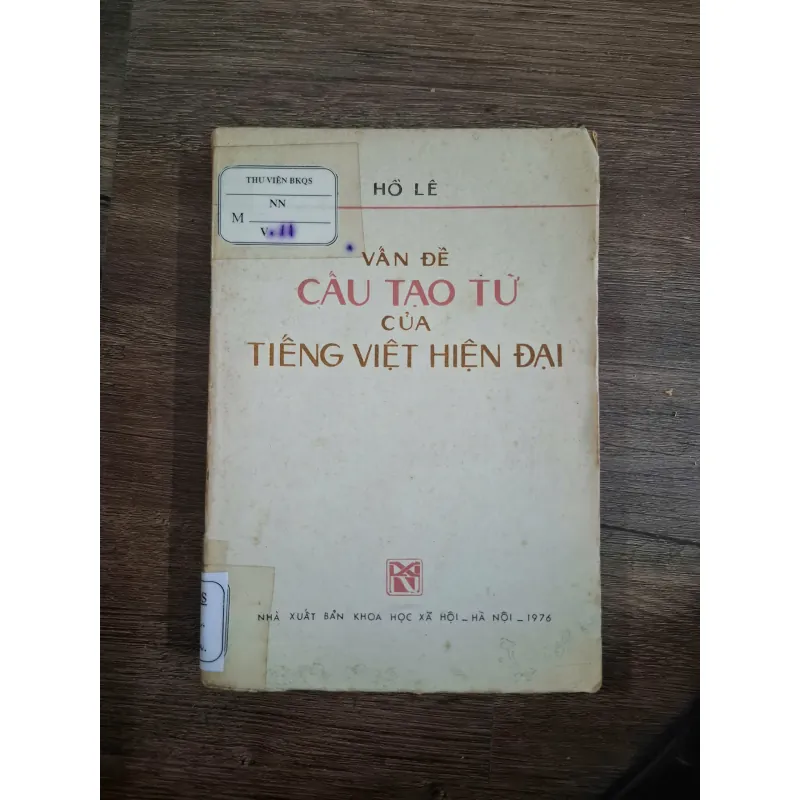 THƯ VIỆN BKQS
NN
M
HỒ LÊ
VẤN ĐỀ
CẤU TẠO TỪ
CỦA
TIẾNG VIỆT HIỆN ĐẠI
NHÀ XUẤT BẢN KHOA HỌC XÃ HỘI _ HÀ NỘI _ 1976